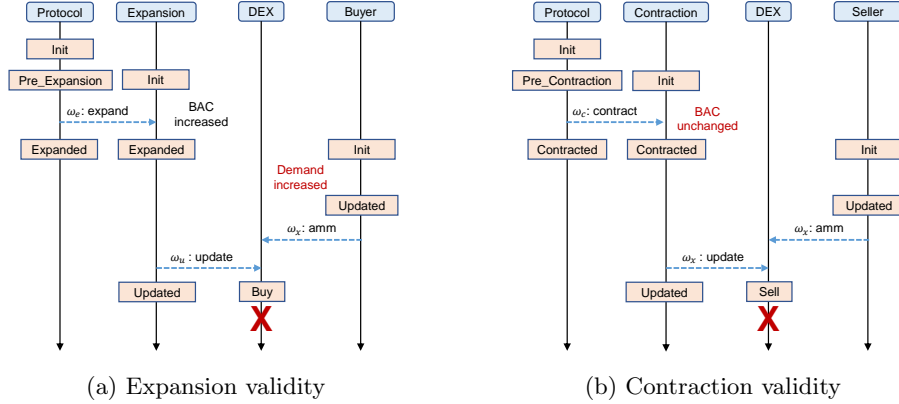 Protocol Expansion DEX Buyer
Init
Pre_Expansion Init
ωₑ: expand BAC
increased
Expanded Expanded Init
Demand
increased
Updated
ωₓ: amm
ωᵤ: update
Updated Buy
X
(a) Expansion validity
Protocol Contraction DEX Seller
Init
Pre_Contraction Init
ω𝑐: contract BAC
unchanged
Contracted Contracted Init
Updated
ωₓ: amm
ωₓ: update
Updated Sell
X
(b) Contraction validity